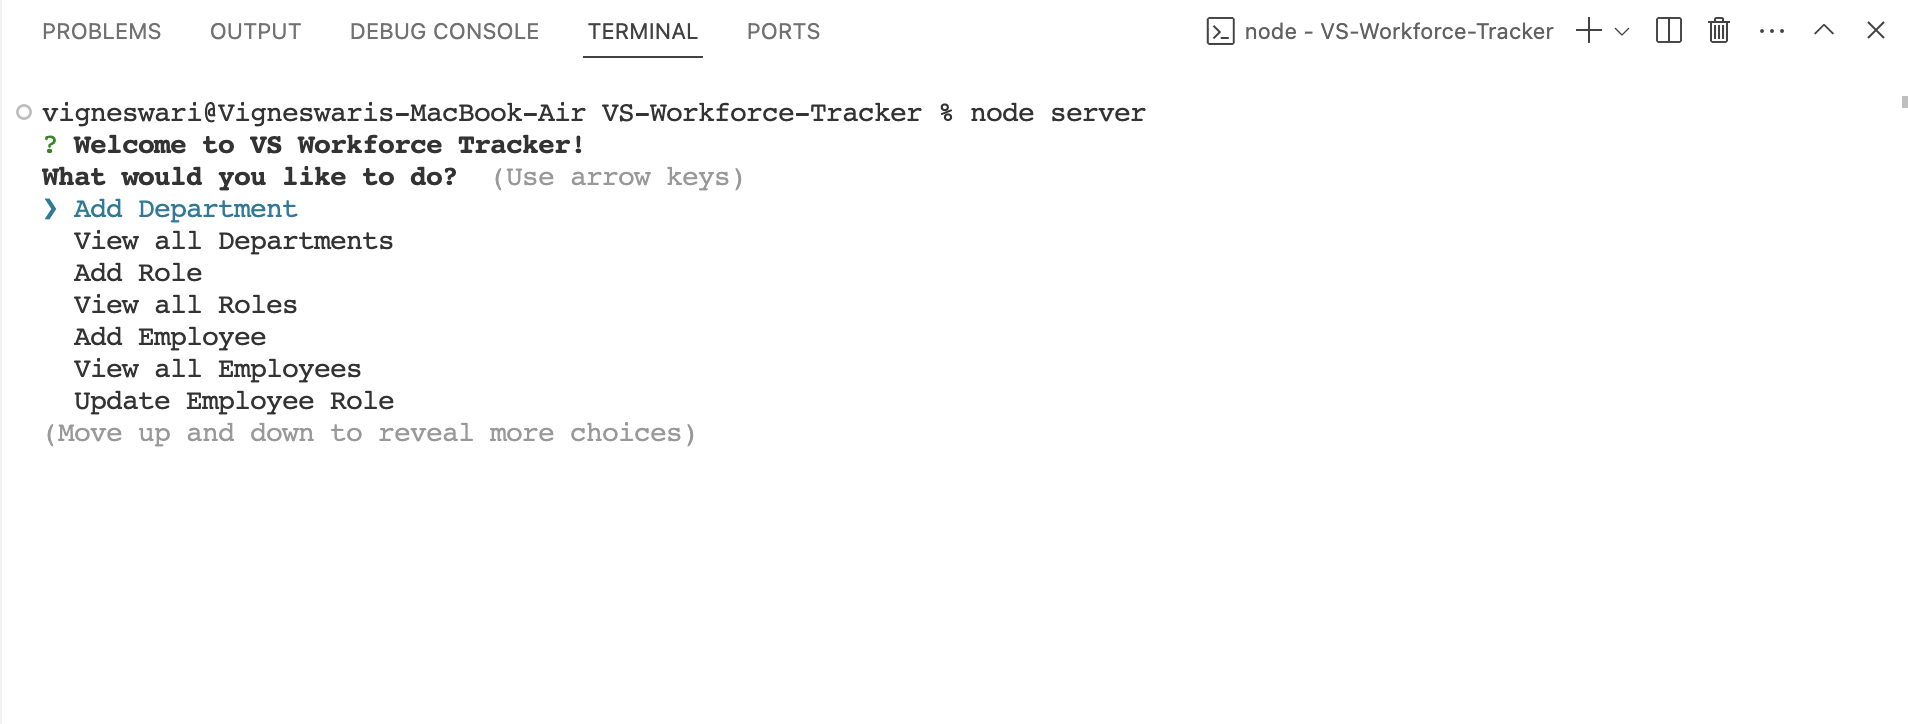 PROBLEMS OUTPUT DEBUG CONSOLE TERMINAL PORTS node - VS-Workforce-Tracker
vigneswari@Vigneswaris-MacBook-Air VS-Workforce-Tracker % node server
? Welcome to VS Workforce Tracker!
What would you like to do? (Use arrow keys)
❯ Add Department
View all Departments
Add Role
View all Roles
Add Employee
View all Employees
Update Employee Role
(Move up and down to reveal more choices)